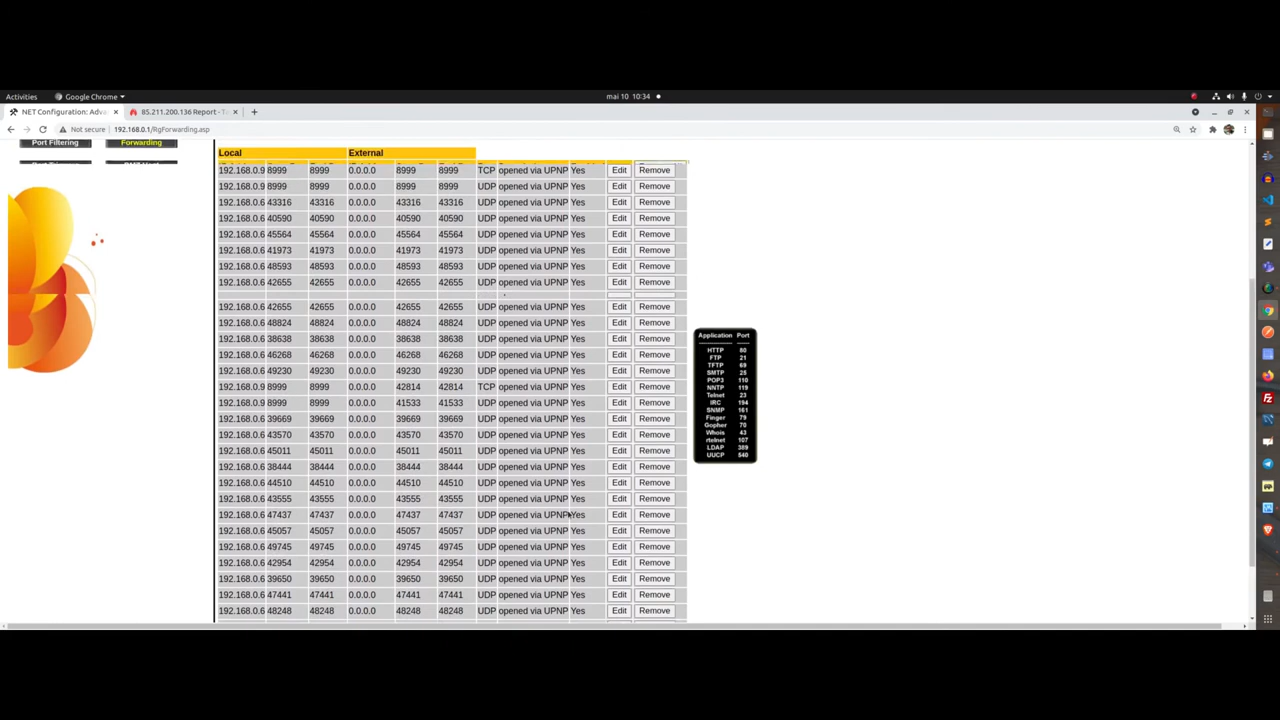 Activities Google Chrome mai 10 10:34
NET Configuration: Adva 85.211.200.136 Report - T
Not secure 192.168.0.1/RgForwarding.asp
Port Filtering Forwarding
Local External
192.168.0.9 8999 8999 0.0.0.0 8999 8999 TCP opened via UPNP Yes Edit Remove
192.168.0.9 8999 8999 0.0.0.0 8999 8999 UDP opened via UPNP Yes Edit Remove
192.168.0.6 43316 43316 0.0.0.0 43316 43316 UDP opened via UPNP Yes Edit Remove
192.168.0.6 40590 40590 0.0.0.0 40590 40590 UDP opened via UPNP Yes Edit Remove
192.168.0.6 45564 45564 0.0.0.0 45564 45564 UDP opened via UPNP Yes Edit Remove
192.168.0.6 41973 41973 0.0.0.0 41973 41973 UDP opened via UPNP Yes Edit Remove
192.168.0.6 48593 48593 0.0.0.0 48593 48593 UDP opened via UPNP Yes Edit Remove
192.168.0.6 42655 42655 0.0.0.0 42655 42655 UDP opened via UPNP Yes Edit Remove
192.168.0.6 42655 42655 0.0.0.0 42655 42655 UDP opened via UPNP Yes Edit Remove
192.168.0.6 48824 48824 0.0.0.0 48824 48824 UDP opened via UPNP Yes Edit Remove
192.168.0.6 38638 38638 0.0.0.0 38638 38638 UDP opened via UPNP Yes Edit Remove
192.168.0.6 46268 46268 0.0.0.0 46268 46268 UDP opened via UPNP Yes Edit Remove
192.168.0.6 49230 49230 0.0.0.0 49230 49230 UDP opened via UPNP Yes Edit Remove
192.168.0.9 8999 8999 0.0.0.0 42814 42814 TCP opened via UPNP Yes Edit Remove
192.168.0.9 8999 8999 0.0.0.0 41533 41533 UDP opened via UPNP Yes Edit Remove
192.168.0.6 39669 39669 0.0.0.0 39669 39669 UDP opened via UPNP Yes Edit Remove
192.168.0.6 43570 43570 0.0.0.0 43570 43570 UDP opened via UPNP Yes Edit Remove
192.168.0.6 45011 45011 0.0.0.0 45011 45011 UDP opened via UPNP Yes Edit Remove
192.168.0.6 38444 38444 0.0.0.0 38444 38444 UDP opened via UPNP Yes Edit Remove
192.168.0.6 44510 44510 0.0.0.0 44510 44510 UDP opened via UPNP Yes Edit Remove
192.168.0.6 43555 43555 0.0.0.0 43555 43555 UDP opened via UPNP Yes Edit Remove
192.168.0.6 47437 47437 0.0.0.0 47437 47437 UDP opened via UPNP Yes Edit Remove
192.168.0.6 45057 45057 0.0.0.0 45057 45057 UDP opened via UPNP Yes Edit Remove
192.168.0.6 49745 49745 0.0.0.0 49745 49745 UDP opened via UPNP Yes Edit Remove
192.168.0.6 42954 42954 0.0.0.0 42954 42954 UDP opened via UPNP Yes Edit Remove
192.168.0.6 39650 39650 0.0.0.0 39650 39650 UDP opened via UPNP Yes Edit Remove
192.168.0.6 47441 47441 0.0.0.0 47441 47441 UDP opened via UPNP Yes Edit Remove
192.168.0.6 48248 48248 0.0.0.0 48248 48248 UDP opened via UPNP Yes Edit Remove
Application Port
HTTP 80
FTP 21
TFTP 69
SMTP 25
POP3 110
NNTP 119
Telnet 23
IRC 194
SNMP 161
Finger 79
Gopher 70
Whois 43
rtelnet 107
LDAP 389
UUCP 540